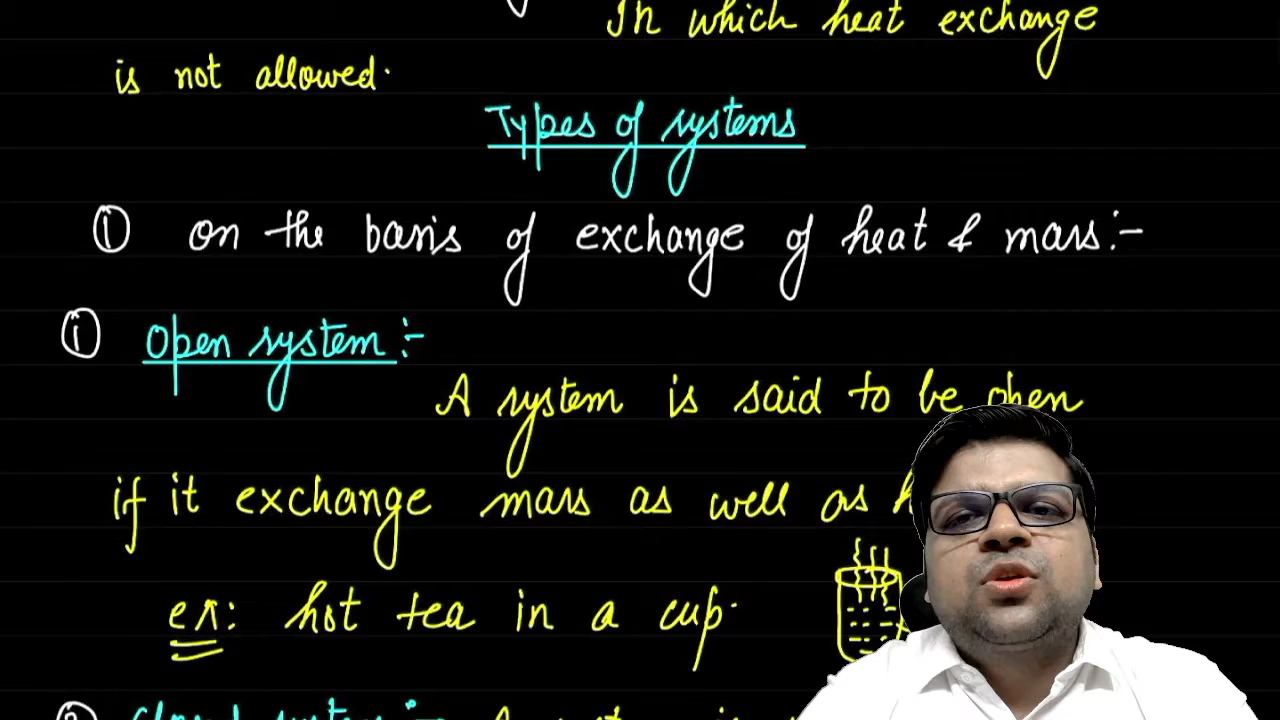 In which heat exchange
is not allowed.
Types of systems
① on the basis of exchange of heat & mass:-
ⓘ Open system:-
A system is said to be open
if it exchange mass as well as
ex: hot tea in a cup.
system:- A is